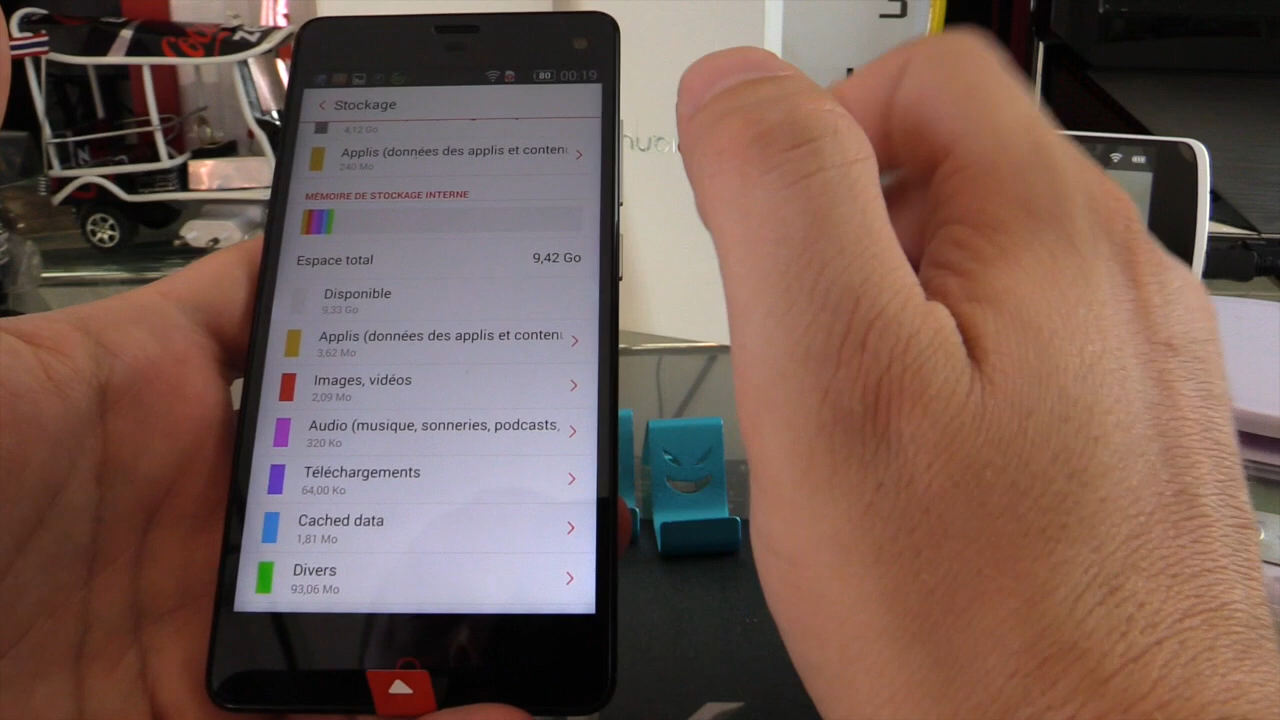 80 00:19
Stockage
4,12 Go
Applis (données des applis et conten
240 Mo
MÉMOIRE DE STOCKAGE INTERNE
Espace total 9,42 Go
Disponible
9,33 Go
Applis (données des applis et conten
3,62 Mo
Images, vidéos
2,09 Mo
Audio (musique, sonneries, podcasts,
320 Ko
Téléchargements
64,00 Ko
Cached data
1,81 Mo
Divers
93,06 Mo